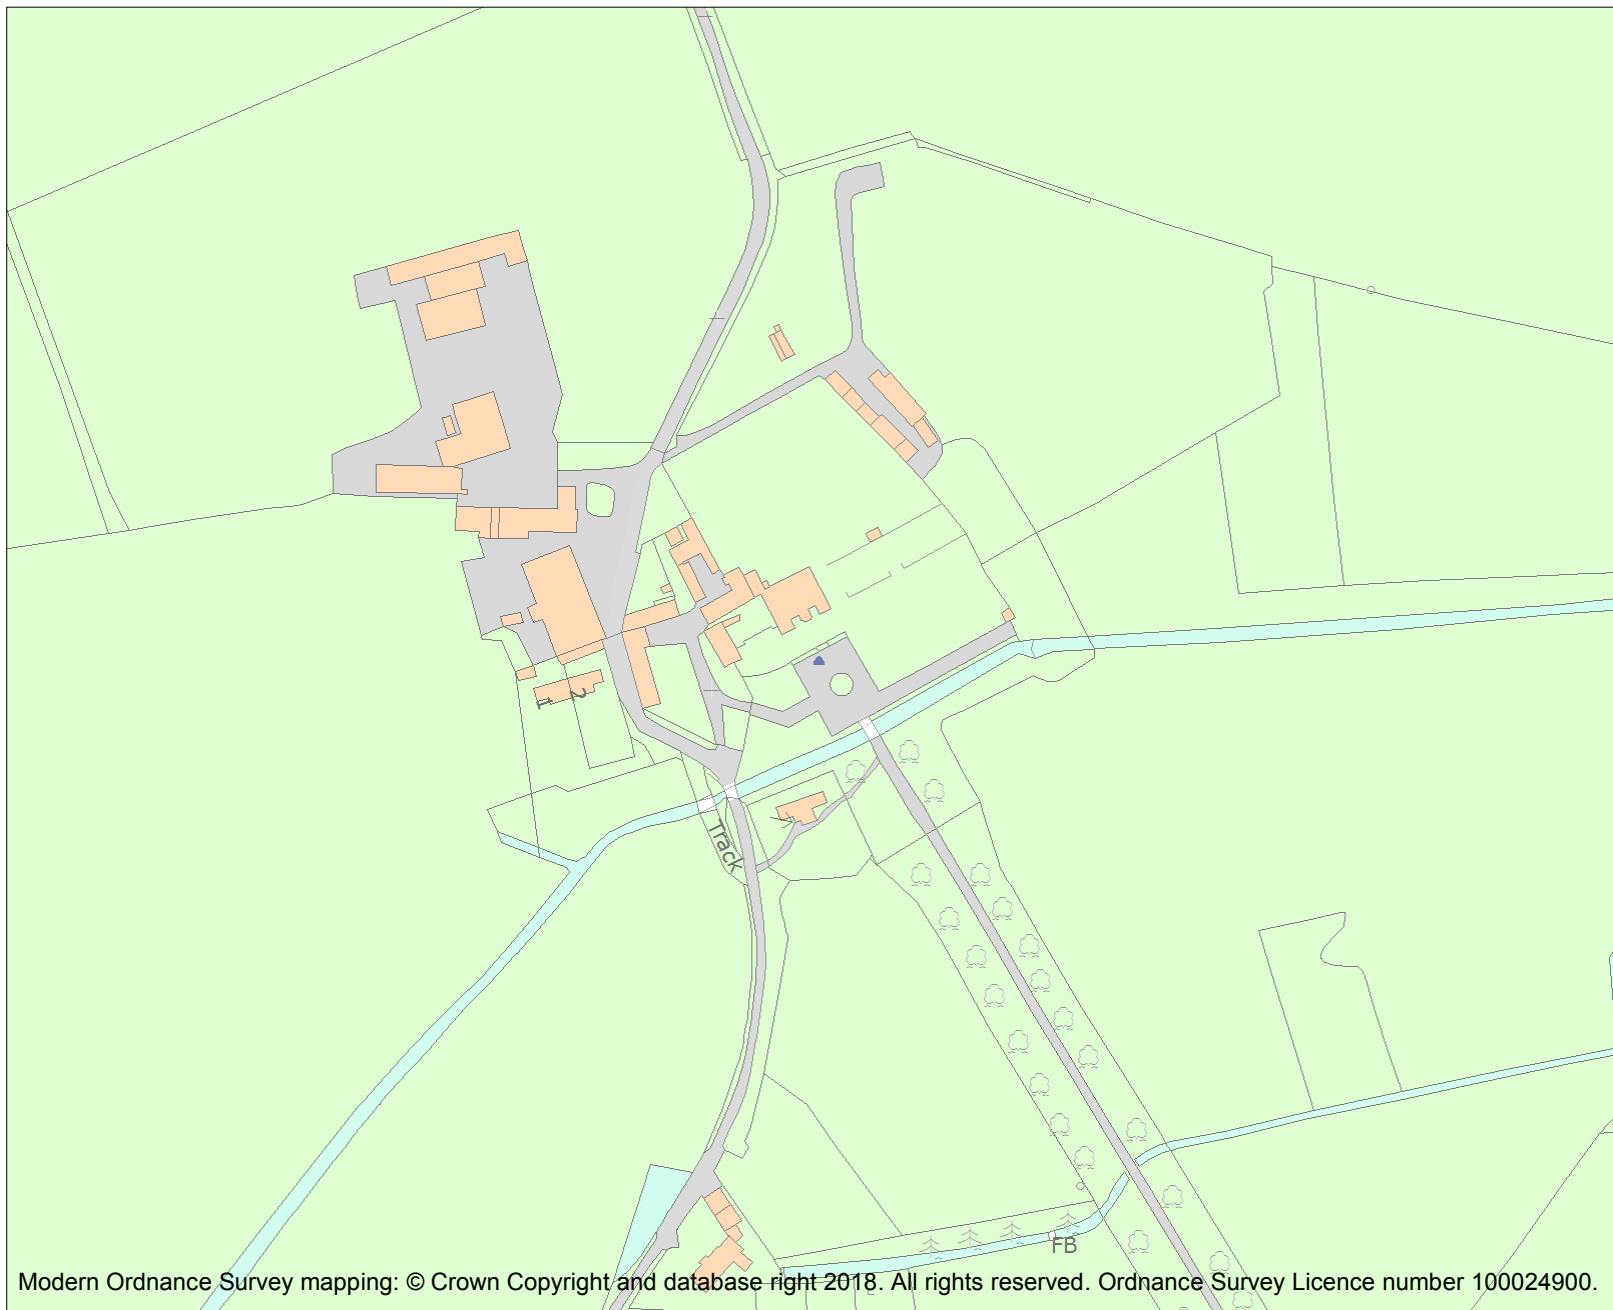 2
1
Track
FB
Modern Ordnance Survey mapping: © Crown Copyright and database right 2018. All rights reserved. Ordnance Survey Licence number 100024900.